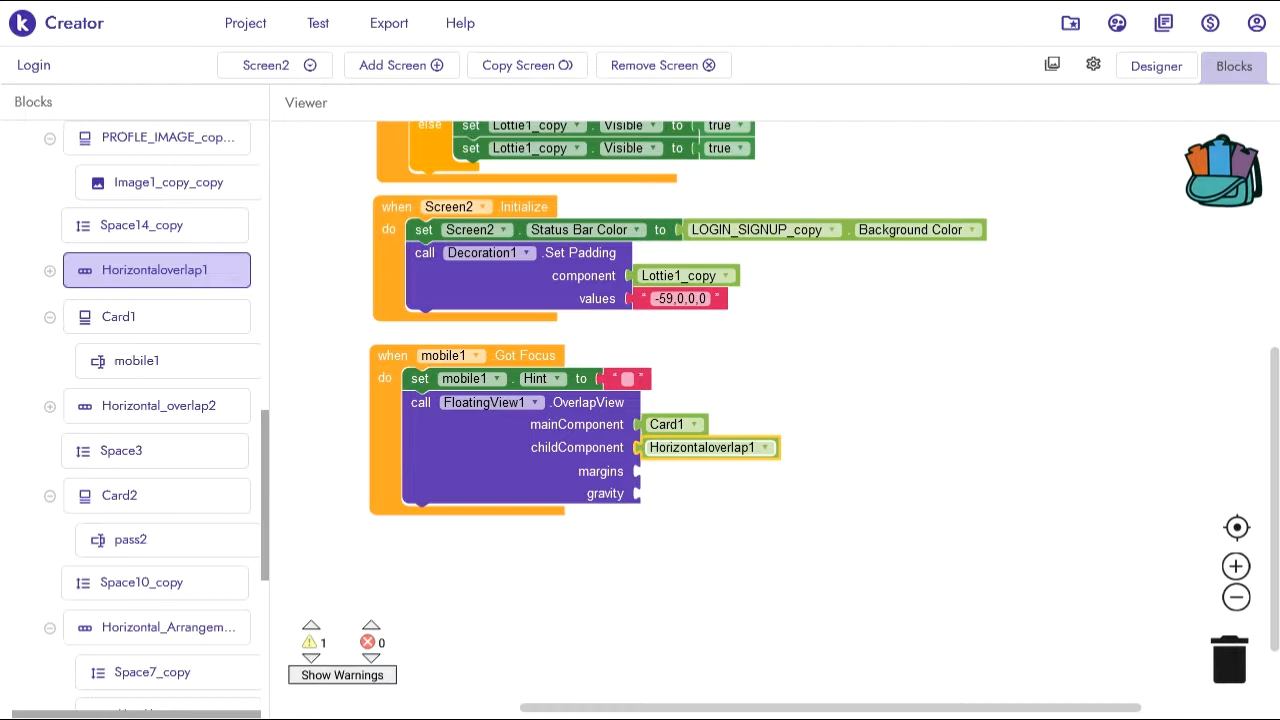 Creator
Project
Test
Export
Help
Login
Screen2
Add Screen
Copy Screen
Remove Screen
Designer
Blocks
Blocks
Viewer
PROFLE_IMAGE_cop...
Image1_copy_copy
Space14_copy
Horizontaloverlap1
Card1
mobile1
Horizontal_overlap2
Space3
Card2
pass2
Space10_copy
Horizontal_Arrangem...
Space7_copy
else set Lottie1_copy . Visible to true
set Lottie1_copy . Visible to true
when Screen2 .Initialize
do set Screen2 . Status Bar Color to LOGIN_SIGNUP_copy . Background Color
call Decoration1 .Set Padding
component Lottie1_copy
values “ -59,0,0,0 ”
when mobile1 .Got Focus
do set mobile1 . Hint to “ ”
call FloatingView1 .OverlapView
mainComponent Card1
childComponent Horizontaloverlap1
margins
gravity
1 0
Show Warnings